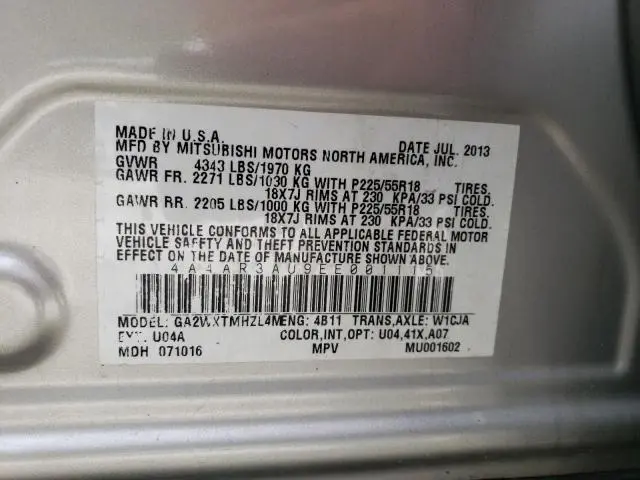 MADE IN U.S.A. DATE JUL. 2013
MFD BY MITSUBISHI MOTORS NORTH AMERICA, INC.
GVWR 4343 LBS/1970 KG
GAWR FR. 2271 LBS/1030 KG WITH P225/55R18 TIRES.
18X7J RIMS AT 230 KPA/33 PSI COLD.
GAWR RR. 2205 LBS/1000 KG WITH P225/55R18 TIRES.
18X7J RIMS AT 230 KPA/33 PSI COLD.
THIS VEHICLE CONFORMS TO ALL APPLICABLE FEDERAL MOTOR
VEHICLE SAFETY AND THEFT PREVENTION STANDARDS IN
EFFECT ON THE DATE OF MANUFACTURE SHOWN ABOVE.
4A4AR3AU9EE001115
MODEL: GA2WXTMHZL4M ENG: 4B11 TRANS,AXLE: W1CJA
EXT. U04A COLOR,INT,OPT: U04,41X,A07
MDH 071016 MPV MU001602